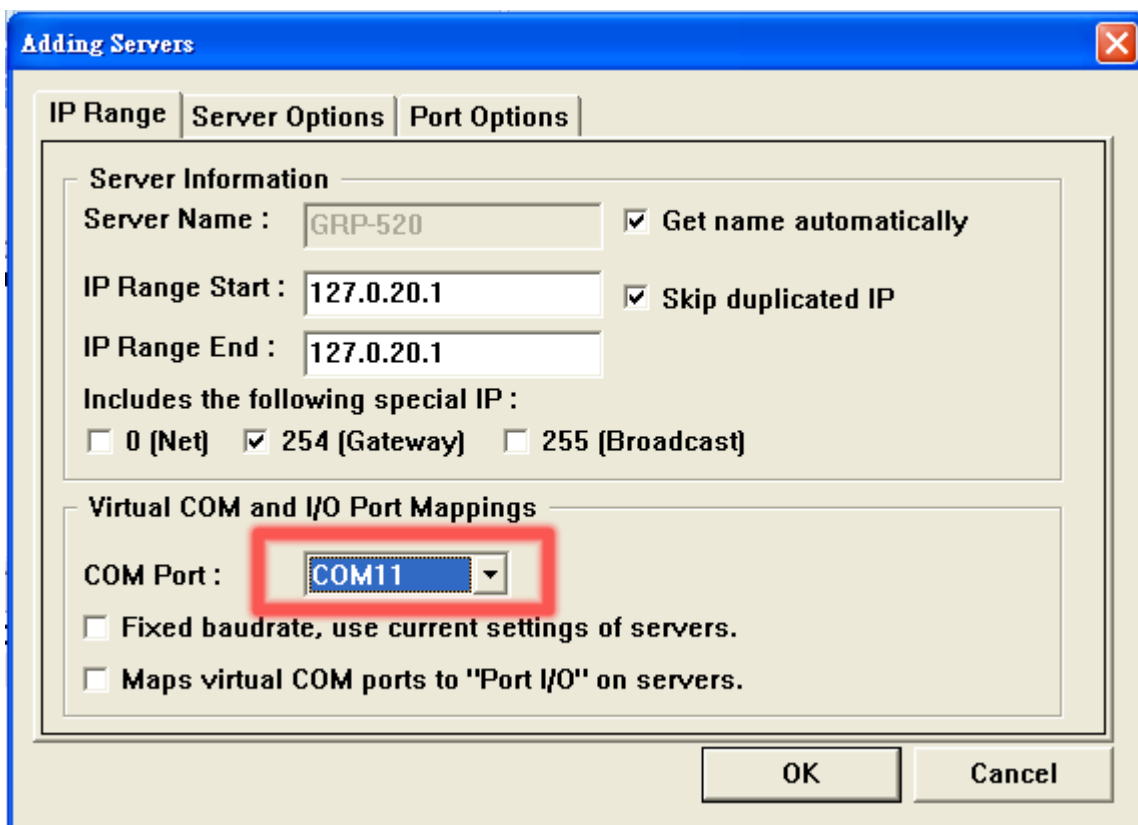 Adding Servers
IP Range Server Options Port Options
Server Information
Server Name : GRP-520 Get name automatically
IP Range Start : 127.0.20.1 Skip duplicated IP
IP Range End : 127.0.20.1
Includes the following special IP :
0 (Net) 254 (Gateway) 255 (Broadcast)
Virtual COM and I/O Port Mappings
COM Port : COM11
Fixed baudrate, use current settings of servers.
Maps virtual COM ports to "Port I/O" on servers.
OK Cancel